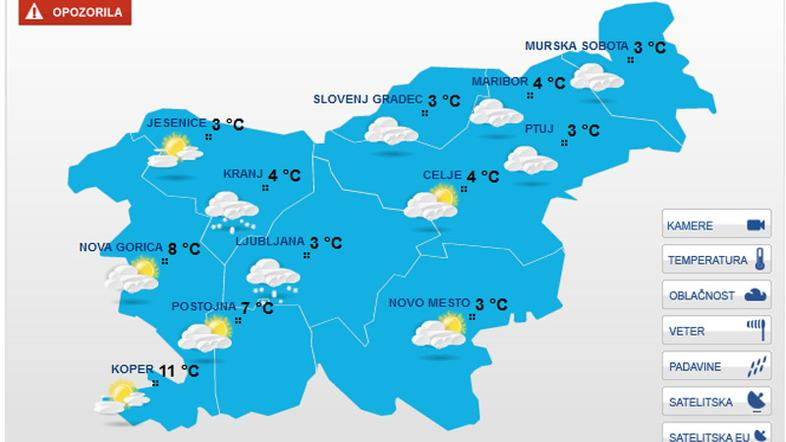 OPOZORILA
MURSKA SOBOTA 3 °C
MARIBOR 4 °C
SLOVENJ GRADEC 3 °C
JESENICE 3 °C
PTUJ 3 °C
KRANJ 4 °C
CELJE 4 °C
NOVA GORICA 8 °C
LJUBLJANA 3 °C
POSTOJNA 7 °C
NOVO MESTO 3 °C
KOPER 11 °C
KAMERE
TEMPERATURA
OBLAČNOST
VETER
PADAVINE
SATELITSKA
SATELITSKA EU